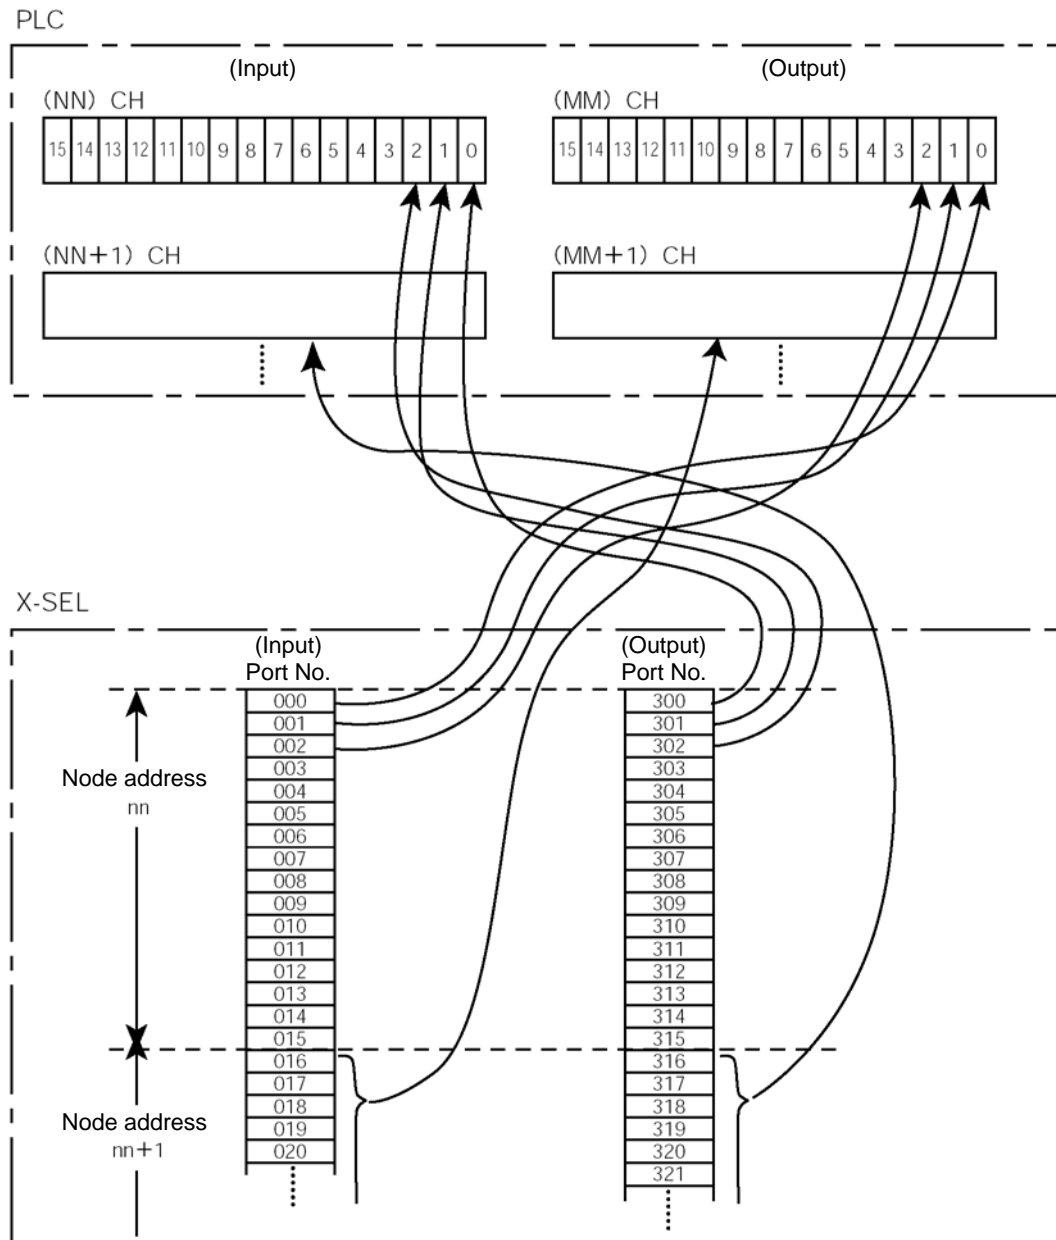 PLC
(Input) (Output)
(NN) CH (MM) CH
15 14 13 12 11 10 9 8 7 6 5 4 3 2 1 0 15 14 13 12 11 10 9 8 7 6 5 4 3 2 1 0
(NN+1) CH (MM+1) CH
X-SEL
(Input) (Output)
Port No. Port No.
000 300
001 301
002 302
003 303
Node address
004 304
nn
005 305
006 306
007 307
008 308
009 309
010 310
011 311
012 312
013 313
014 314
015 315
016 316
017 317
018 318
Node address
019 319
nn+1
020 320
321